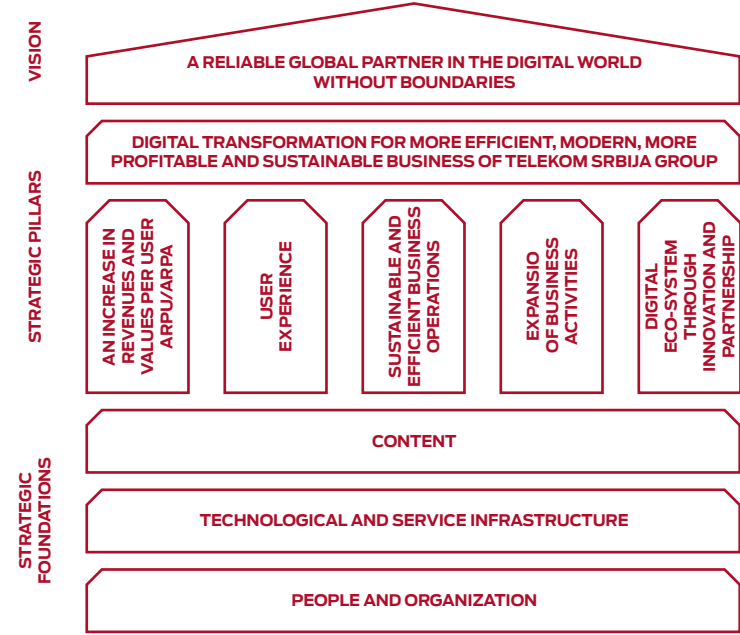 VISION
A RELIABLE GLOBAL PARTNER IN THE DIGITAL WORLD
WITHOUT BOUNDARIES
STRATEGIC PILLARS
DIGITAL TRANSFORMATION FOR MORE EFFICIENT, MODERN, MORE
PROFITABLE AND SUSTAINABLE BUSINESS OF TELEKOM SRBIJA GROUP
AN INCREASE IN
REVENUES AND
VALUES PER USER
ARPU/ARPA
USER
EXPERIENCE
SUSTAINABLE AND
EFFICIENT BUSINESS
OPERATIONS
EXPANSIO
OF BUSINESS
ACTIVITIES
DIGITAL
ECO-SYSTEM
THROUGH
INNOVATION AND
PARTNERSHIP
STRATEGIC
FOUNDATIONS
CONTENT
TECHNOLOGICAL AND SERVICE INFRASTRUCTURE
PEOPLE AND ORGANIZATION